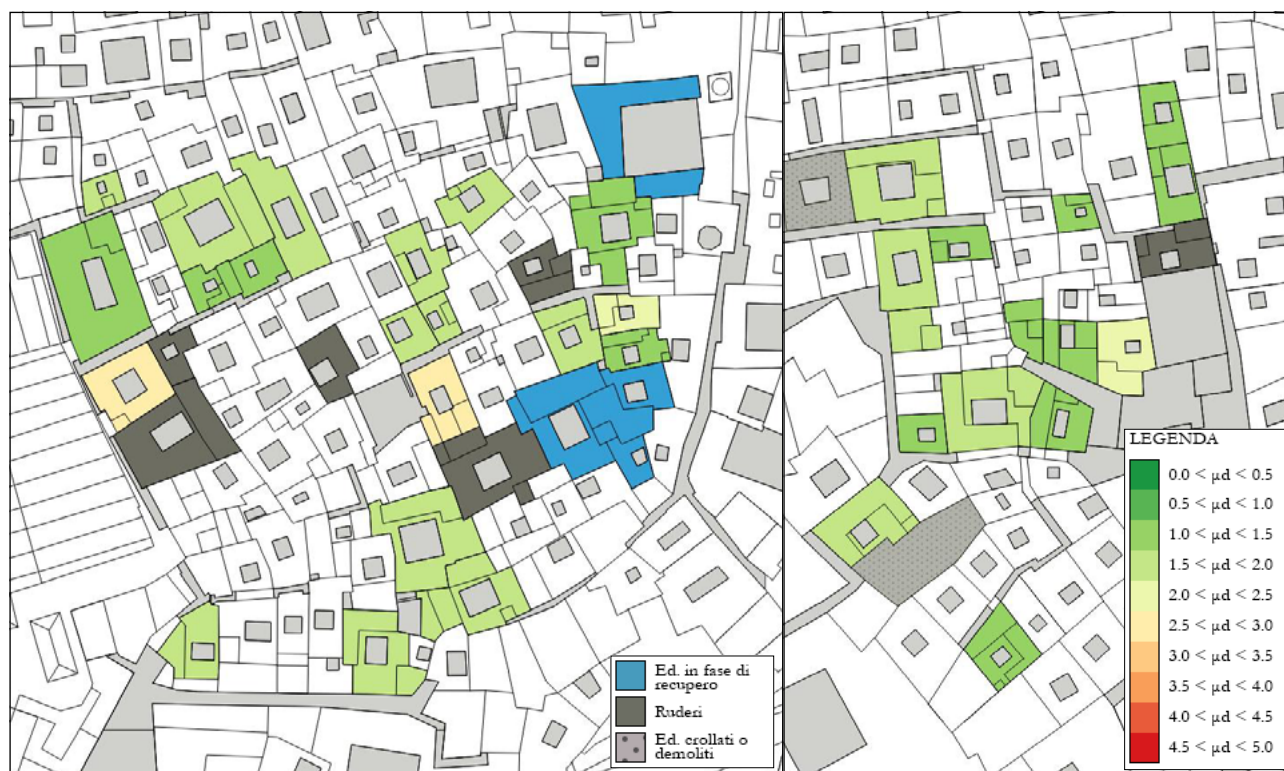 Ed. in fase di
recupero
Ruderi
Ed. crollati o
demoliti
LEGENDA
0.0 < µd < 0.5
0.5 < µd < 1.0
1.0 < µd < 1.5
1.5 < µd < 2.0
2.0 < µd < 2.5
2.5 < µd < 3.0
3.0 < µd < 3.5
3.5 < µd < 4.0
4.0 < µd < 4.5
4.5 < µd < 5.0